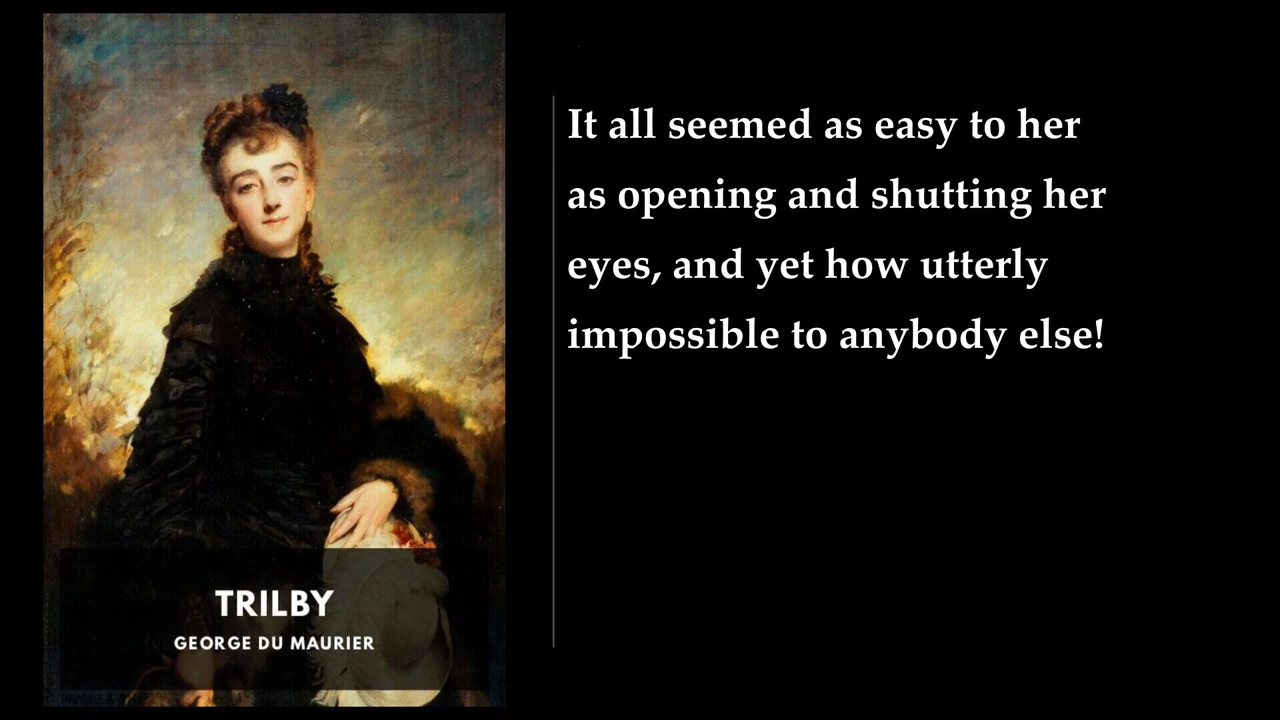 It all seemed as easy to her
as opening and shutting her
eyes, and yet how utterly
impossible to anybody else!
TRILBY
GEORGE DU MAURIER